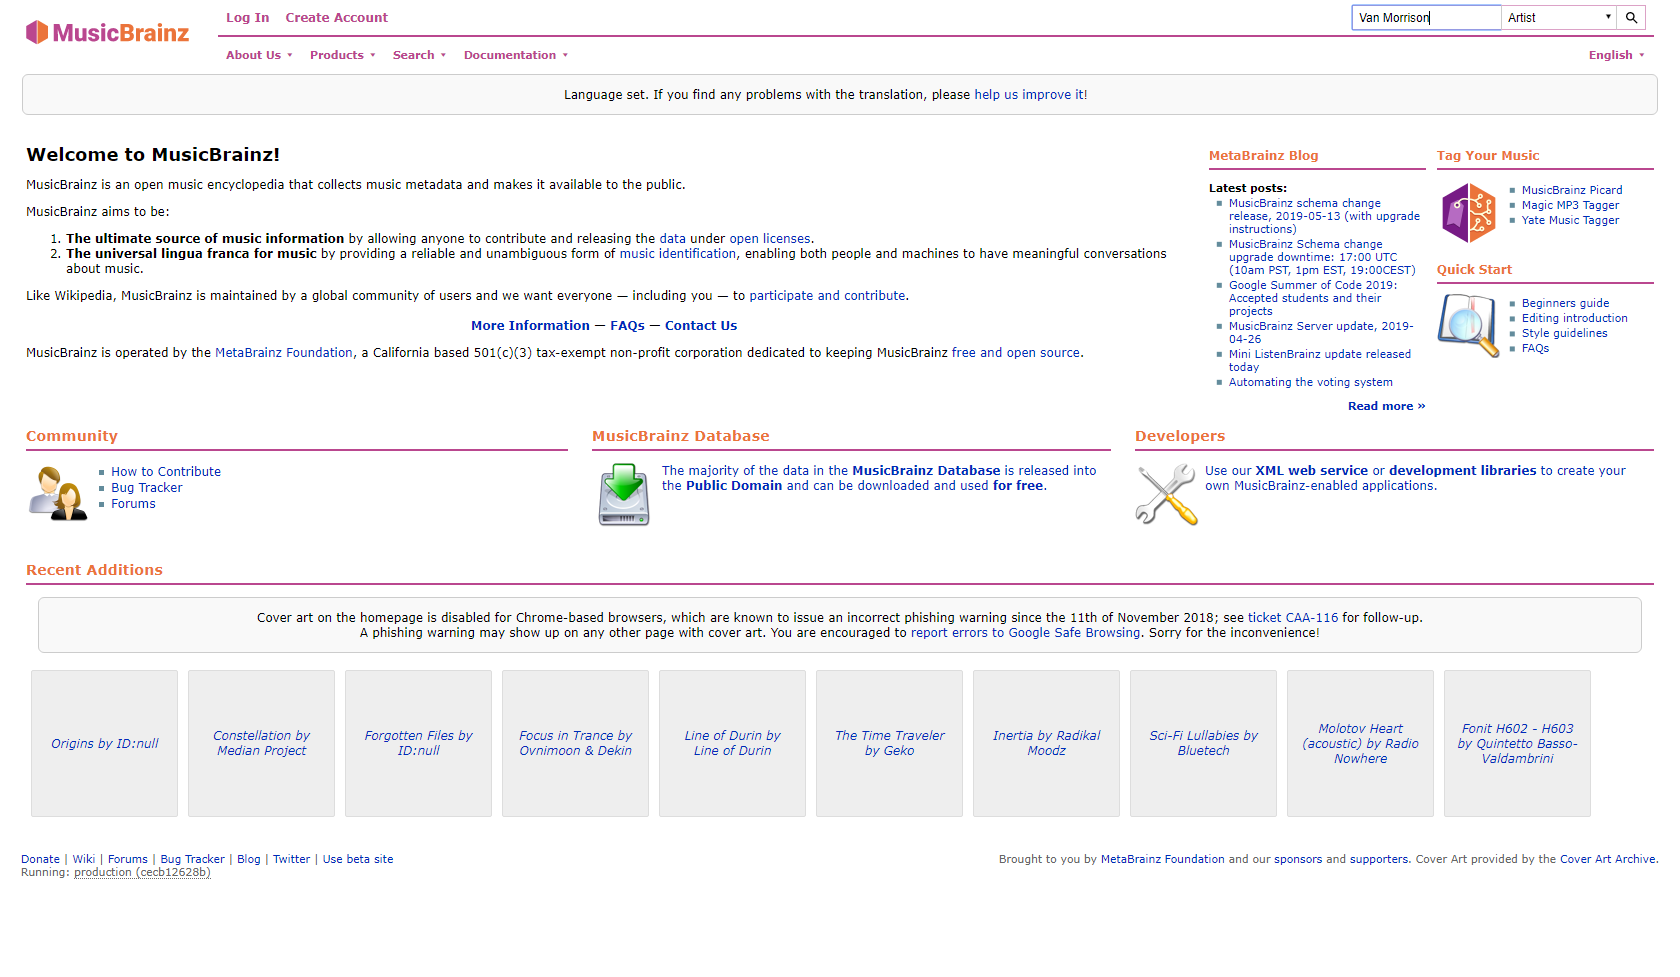 MusicBrainz
Log In Create Account
Van Morrison
Artist
About Us Products Search Documentation
English
Language set. If you find any problems with the translation, please help us improve it!
Welcome to MusicBrainz!
MusicBrainz is an open music encyclopedia that collects music metadata and makes it available to the public.
MusicBrainz aims to be:
1. The ultimate source of music information by allowing anyone to contribute and releasing the data under open licenses.
2. The universal lingua franca for music by providing a reliable and unambiguous form of music identification, enabling both people and machines to have meaningful conversations
about music.
Like Wikipedia, MusicBrainz is maintained by a global community of users and we want everyone — including you — to participate and contribute.
More Information — FAQs — Contact Us
MusicBrainz is operated by the MetaBrainz Foundation, a California based 501(c)(3) tax-exempt non-profit corporation dedicated to keeping MusicBrainz free and open source.
MetaBrainz Blog
Latest posts:
MusicBrainz schema change
release, 2019-05-13 (with upgrade
instructions)
MusicBrainz Schema change
upgrade downtime: 17:00 UTC
(10am PST, 1pm EST, 19:00CEST)
Google Summer of Code 2019:
Accepted students and their
projects
MusicBrainz Server update, 2019-
04-26
Mini ListenBrainz update released
today
Automating the voting system
Read more »
Tag Your Music
MusicBrainz Picard
Magic MP3 Tagger
Yate Music Tagger
Quick Start
Beginners guide
Editing introduction
Style guidelines
FAQs
Community
How to Contribute
Bug Tracker
Forums
MusicBrainz Database
The majority of the data in the MusicBrainz Database is released into
the Public Domain and can be downloaded and used for free.
Developers
Use our XML web service or development libraries to create your
own MusicBrainz-enabled applications.
Recent Additions
Cover art on the homepage is disabled for Chrome-based browsers, which are known to issue an incorrect phishing warning since the 11th of November 2018; see ticket CAA-116 for follow-up.
A phishing warning may show up on any other page with cover art. You are encouraged to report errors to Google Safe Browsing. Sorry for the inconvenience!
Origins by ID:null
Constellation by
Median Project
Forgotten Files by
ID:null
Focus in Trance by
Ovnimoon & Dekin
Line of Durin by
Line of Durin
The Time Traveler
by Geko
Inertia by Radikal
Moodz
Sci-Fi Lullabies by
Bluetech
Molotov Heart
(acoustic) by Radio
Nowhere
Fonit H602 - H603
by Quintetto Basso-
Valdambrini
Donate | Wiki | Forums | Bug Tracker | Blog | Twitter | Use beta site
Running: production (cecb12628b)
Brought to you by MetaBrainz Foundation and our sponsors and supporters. Cover Art provided by the Cover Art Archive.